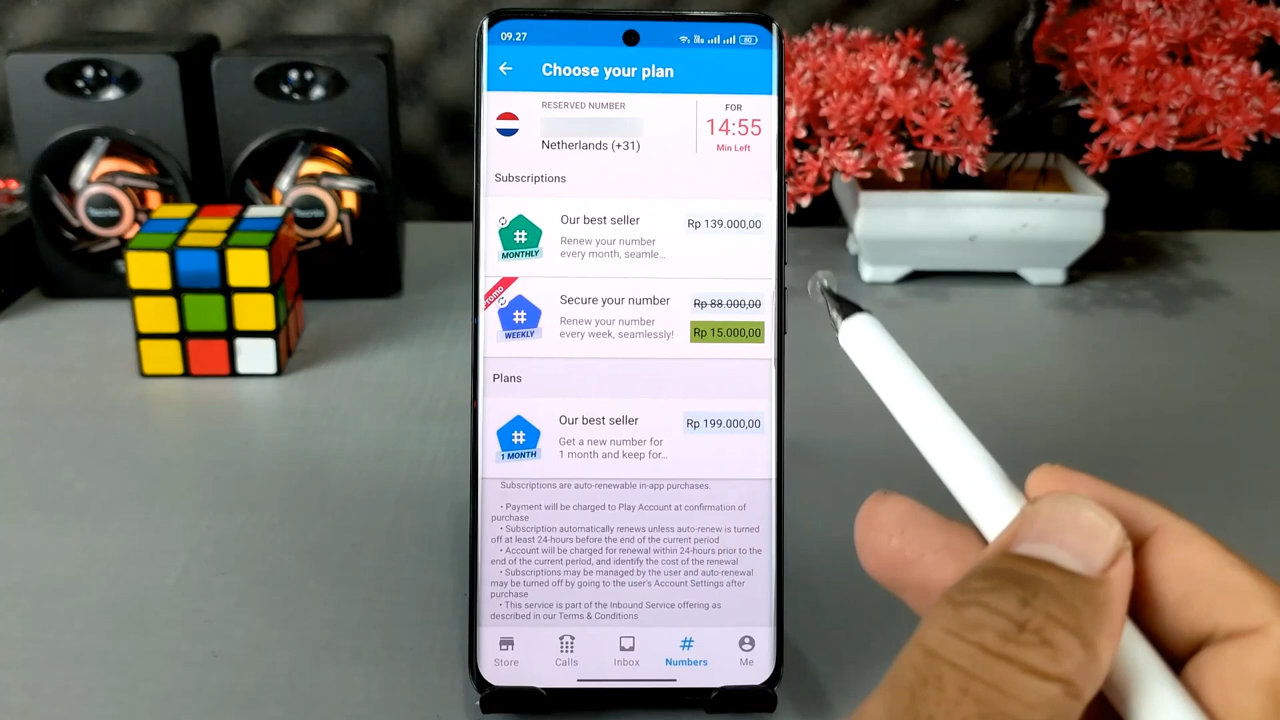 09.27
80
Choose your plan
RESERVED NUMBER
FOR
14:55
Netherlands (+31)
Min Left
Subscriptions
Our best seller
Rp 139.000,00
Renew your number
every month, seamle...
#
MONTHLY
Promo
Secure your number
Rp 88.000,00
Renew your number
every week, seamlessly!
Rp 15.000,00
#
WEEKLY
Plans
Our best seller
Rp 199.000,00
Get a new number for
1 month and keep for...
#
1 MONTH
Subscriptions are auto-renewable in-app purchases.
• Payment will be charged to Play Account at confirmation of
purchase
• Subscription automatically renews unless auto-renew is turned
off at least 24-hours before the end of the current period
• Account will be charged for renewal within 24-hours prior to the
end of the current period, and identify the cost of the renewal
• Subscriptions may be managed by the user and auto-renewal
may be turned off by going to the user's Account Settings after
purchase
• This service is part of the Inbound Service offering as
described in our Terms & Conditions
Store
Calls
Inbox
#
Numbers
Me